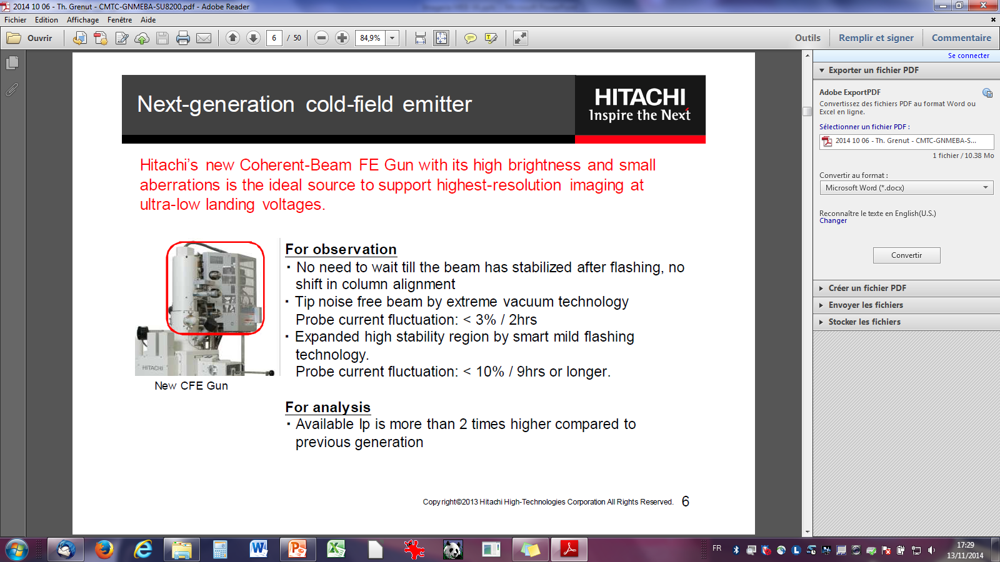 2014 10 06 - Th. Grenut - CMTC-GNMEBA-SU8200.pdf - Adobe Reader
Fichier Edition Affichage Fenêtre Aide
Ouvrir 6 / 50 84,9% Outils Remplir et signer Commentaire
Se connecter
Exporter un fichier PDF
Adobe ExportPDF
Convertissez des fichiers PDF au format Word ou
Excel en ligne.
Sélectionner un fichier PDF :
2014 10 06 - Th. Grenut - CMTC-GNMEBA-S...
1 fichier / 10.38 Mo
Convertir au format :
Microsoft Word (*.docx)
Reconnaître le texte en English(U.S.)
Changer
Convertir
Créer un fichier PDF
Envoyer les fichiers
Stocker les fichiers
Next-generation cold-field emitter
HITACHI
Inspire the Next
Hitachi's new Coherent-Beam FE Gun with its high brightness and small
aberrations is the ideal source to support highest-resolution imaging at
ultra-low landing voltages.
HITACHI
New CFE Gun
For observation
・No need to wait till the beam has stabilized after flashing, no
shift in column alignment
・Tip noise free beam by extreme vacuum technology
Probe current fluctuation: < 3% / 2hrs
・Expanded high stability region by smart mild flashing
technology.
Probe current fluctuation: < 10% / 9hrs or longer.
For analysis
・Available Ip is more than 2 times higher compared to
previous generation
Copyright©2013 Hitachi High-Technologies Corporation All Rights Reserved. 6
FR
17:29
13/11/2014